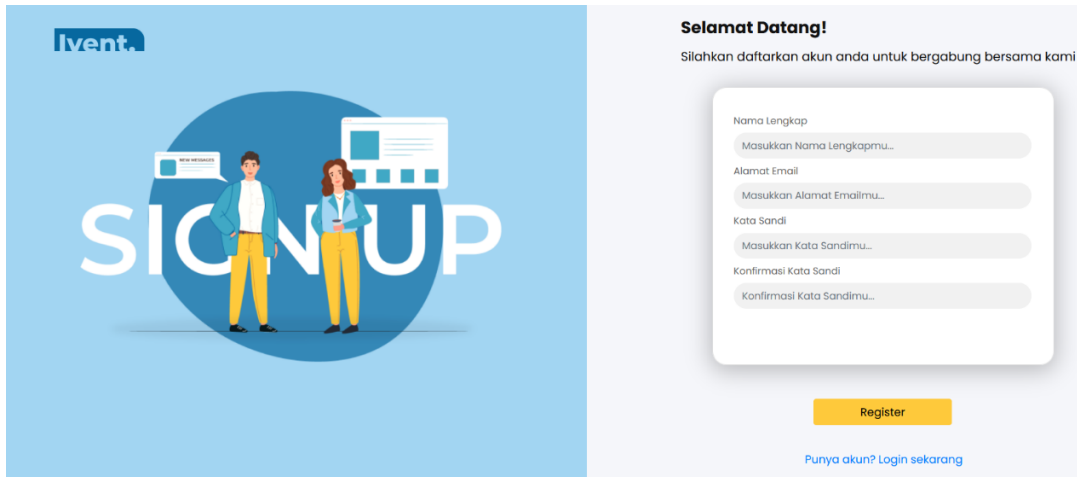 Ivent.
NEW MESSAGES
SIGN UP
Selamat Datang!
Silahkan daftarkan akun anda untuk bergabung bersama kami
Nama Lengkap
Masukkan Nama Lengkapmu...
Alamat Email
Masukkan Alamat Emailmu...
Kata Sandi
Masukkan Kata Sandimu...
Konfirmasi Kata Sandi
Konfirmasi Kata Sandimu...
Register
Punya akun? Login sekarang